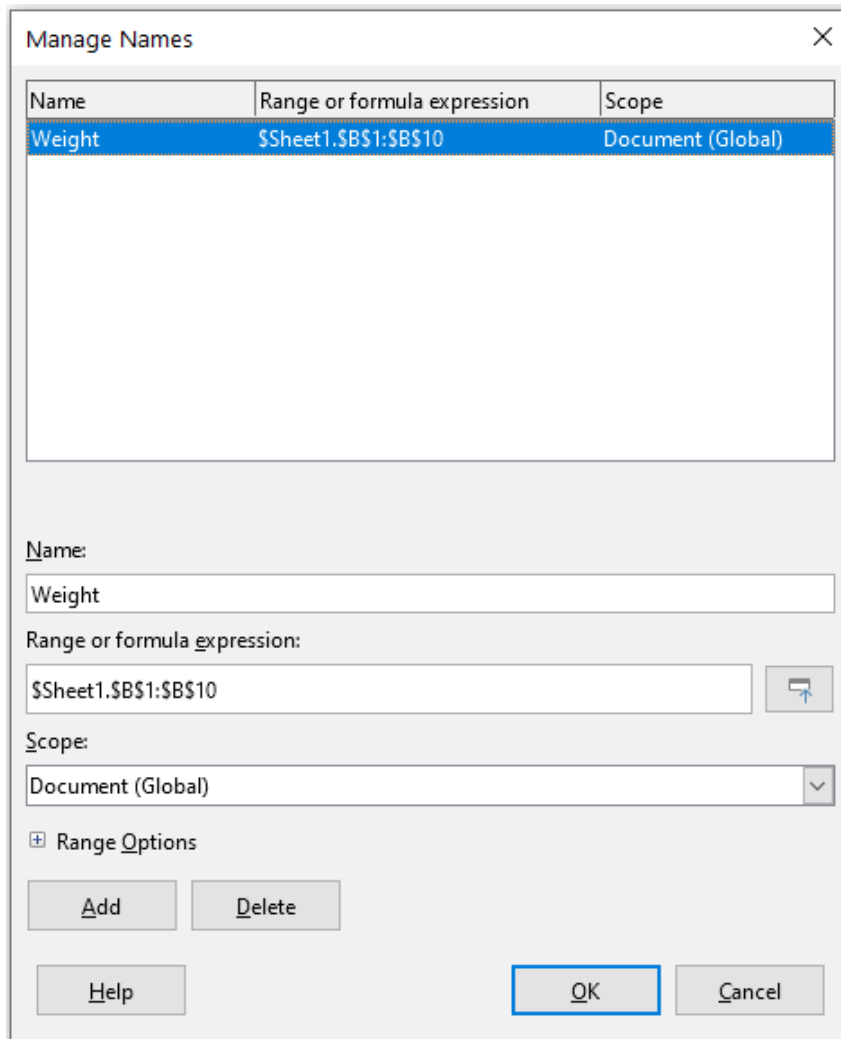 Manage Names
Name Range or formula expression Scope
Weight $Sheet1.$B$1:$B$10 Document (Global)
Name:
Weight
Range or formula expression:
$Sheet1.$B$1:$B$10
Scope:
Document (Global)
Range Options
Add Delete
Help OK Cancel